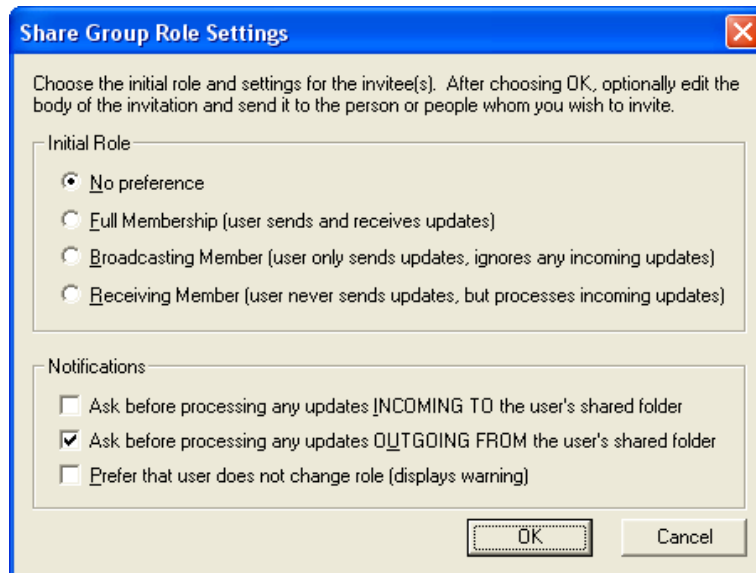 Share Group Role Settings
Choose the initial role and settings for the invitee(s).  After choosing OK, optionally edit the
body of the invitation and send it to the person or people whom you wish to invite.
Initial Role
No preference
Full Membership (user sends and receives updates)
Broadcasting Member (user only sends updates, ignores any incoming updates)
Receiving Member (user never sends updates, but processes incoming updates)
Notifications
Ask before processing any updates INCOMING TO the user's shared folder
Ask before processing any updates OUTGOING FROM the user's shared folder
Prefer that user does not change role (displays warning)
OK
Cancel